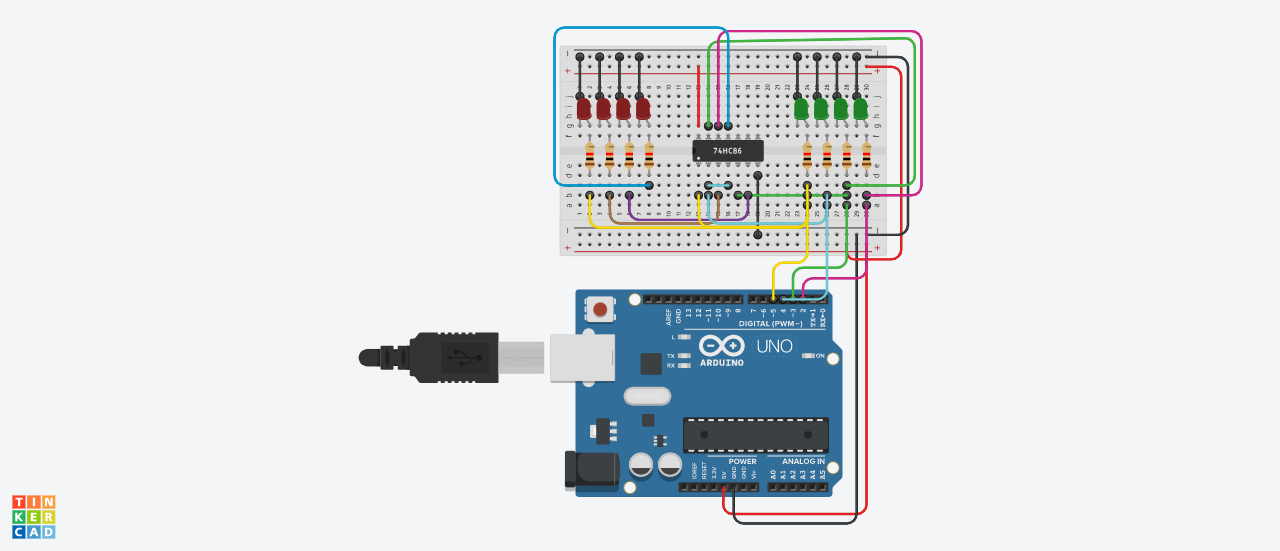 74HC86
j
i
h
g
f
e
d
b
a
AREF
GND
13
12
~11
~10
~9
8
7
~6
~5
4
~3
2
TX→1
RX←0
DIGITAL (PWM~)
L
TX
RX
ARDUINO
UNO
ON
POWER
ANALOG IN
IOREF
RESET
3.3V
5V
GND
GND
Vin
A0
A1
A2
A3
A4
A5
TIN
KER
CAD